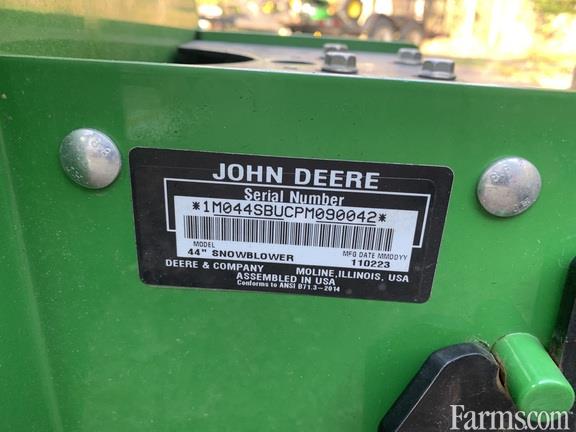 JOHN DEERE
Serial Number
*1M044SBUCPM090042*
MODEL MFG DATE MMDDYY
44" SNOWBLOWER 110223
DEERE & COMPANY MOLINE, ILLINOIS, USA
ASSEMBLED IN USA
Conforms to ANSI B71.3-2014
Farms.com